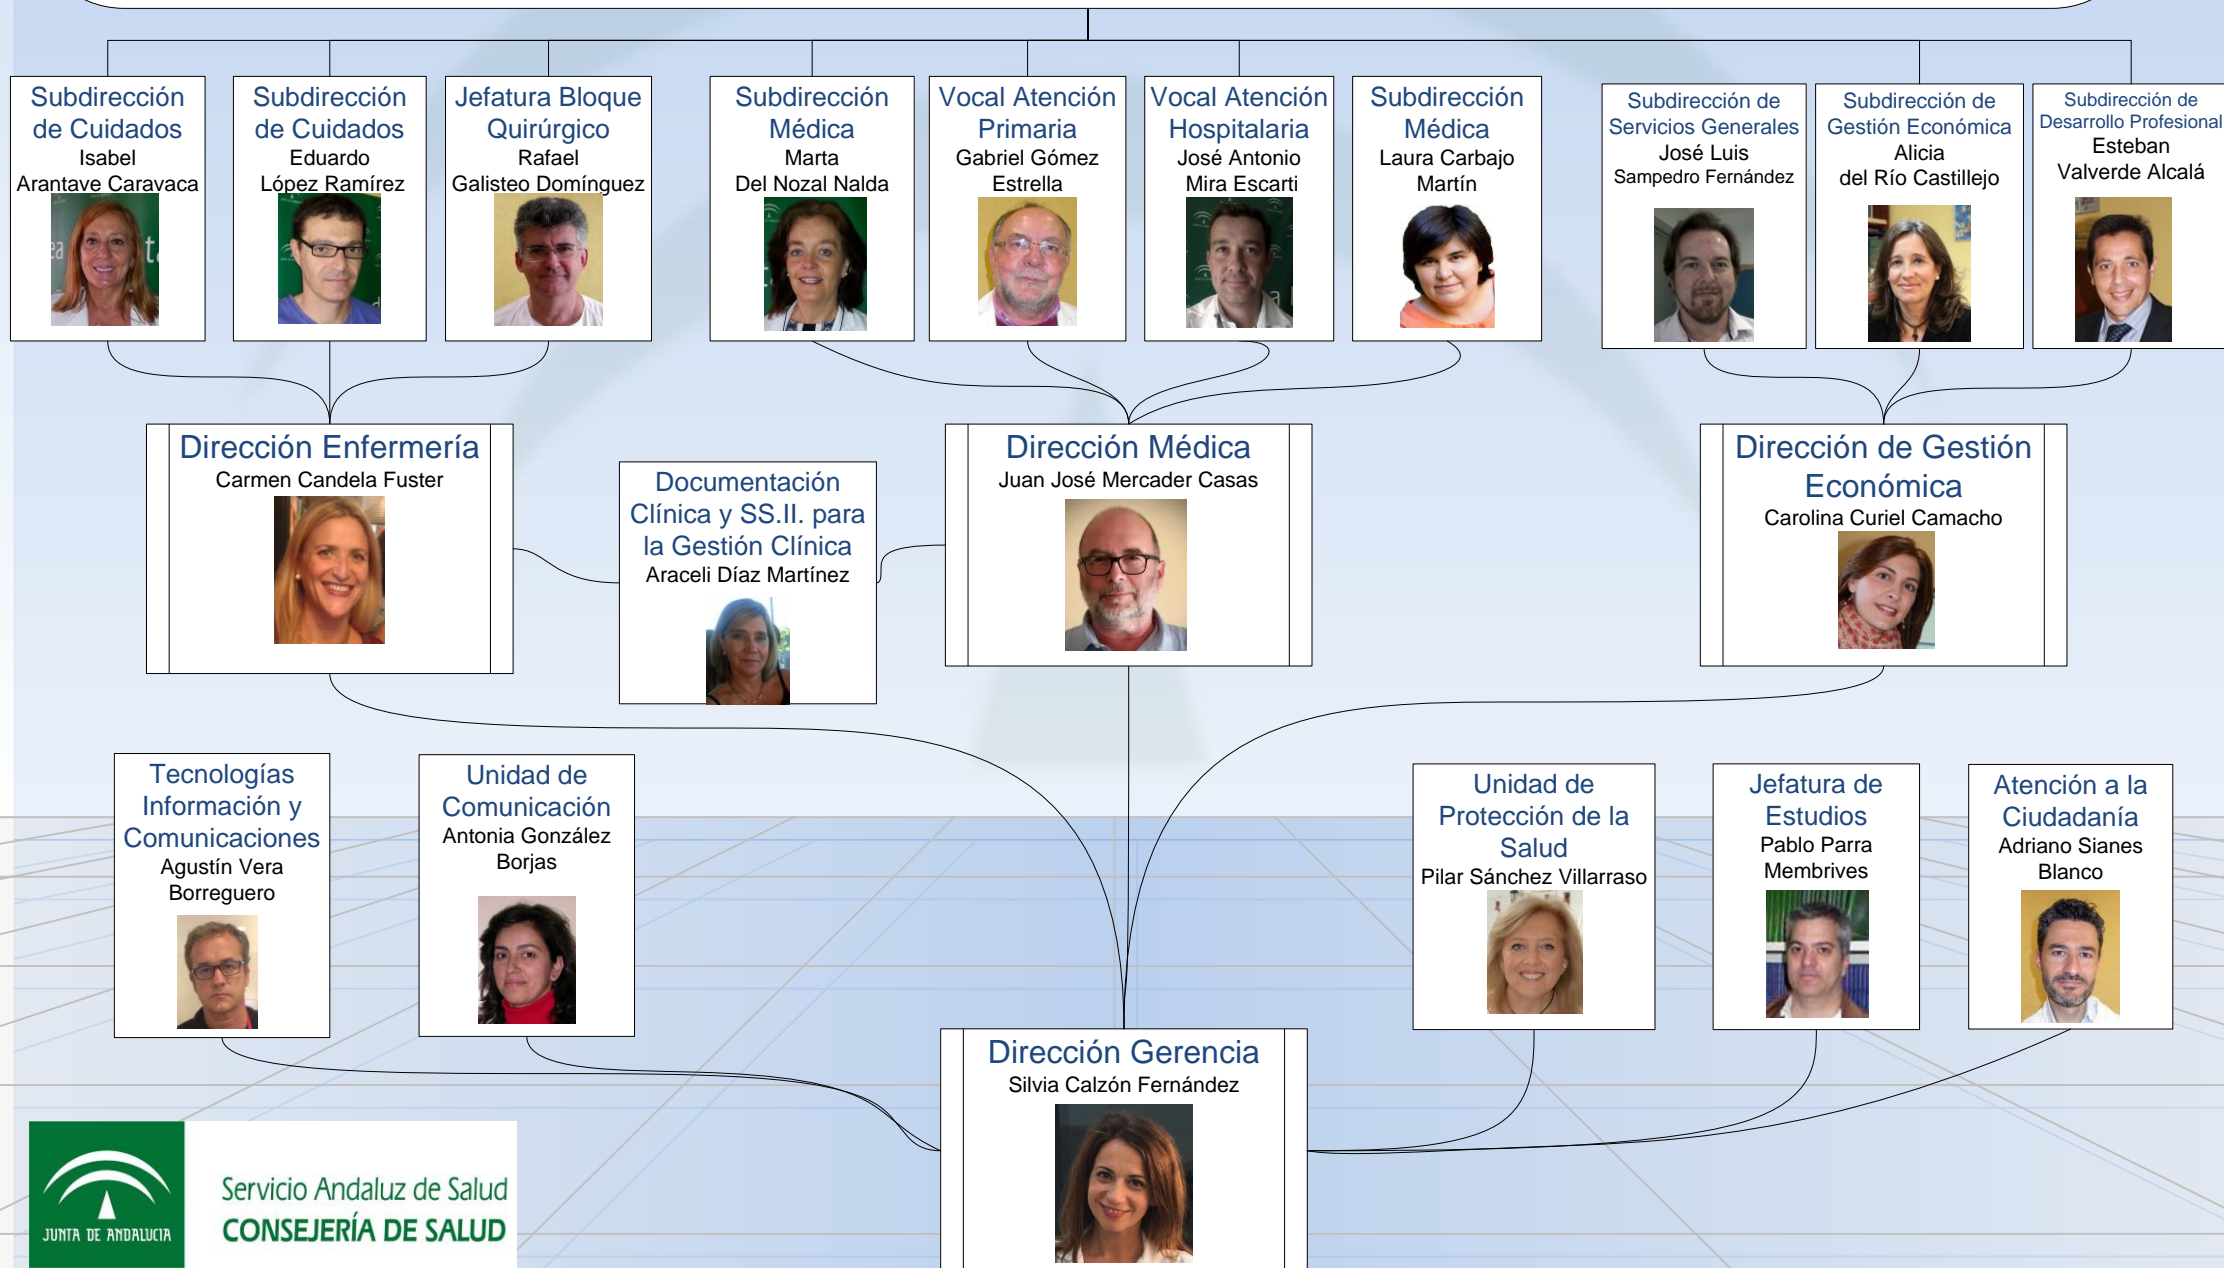 Subdirección
de Cuidados
Isabel
Arantave Caravaca
Subdirección
de Cuidados
Eduardo
López Ramírez
Jefatura Bloque
Quirúrgico
Rafael
Galisteo Domínguez
Subdirección
Médica
Marta
Del Nozal Nalda
Vocal Atención
Primaria
Gabriel Gómez
Estrella
Vocal Atención
Hospitalaria
José Antonio
Mira Escarti
Subdirección
Médica
Laura Carbajo
Martín
Subdirección de
Servicios Generales
José Luis
Sampedro Fernández
Subdirección de
Gestión Económica
Alicia
del Río Castillejo
Subdirección de
Desarrollo Profesional
Esteban
Valverde Alcalá
Dirección Enfermería
Carmen Candela Fuster
Documentación
Clínica y SS.II. para
la Gestión Clínica
Araceli Díaz Martínez
Dirección Médica
Juan José Mercader Casas
Dirección de Gestión
Económica
Carolina Curiel Camacho
Tecnologías
Información y
Comunicaciones
Agustín Vera
Borreguero
Unidad de
Comunicación
Antonia González
Borjas
Unidad de
Protección de la
Salud
Pilar Sánchez Villarraso
Jefatura de
Estudios
Pablo Parra
Membrives
Atención a la
Ciudadanía
Adriano Sianes
Blanco
Dirección Gerencia
Silvia Calzón Fernández
JUNTA DE ANDALUCIA
Servicio Andaluz de Salud
CONSEJERÍA DE SALUD